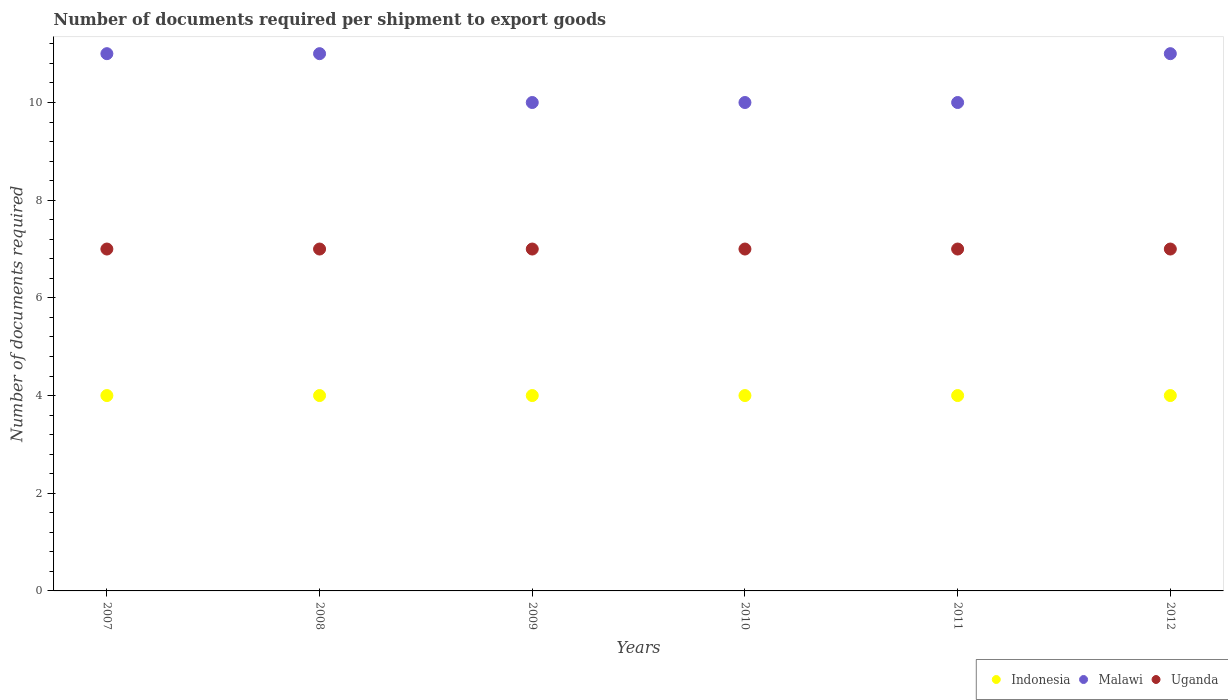 Number of documents required per shipment to export goods
Number of documents required
10
8
6
4
2
0
2007
2008
2009
2010
2011
2012
Years
Indonesia
Malawi
Uganda